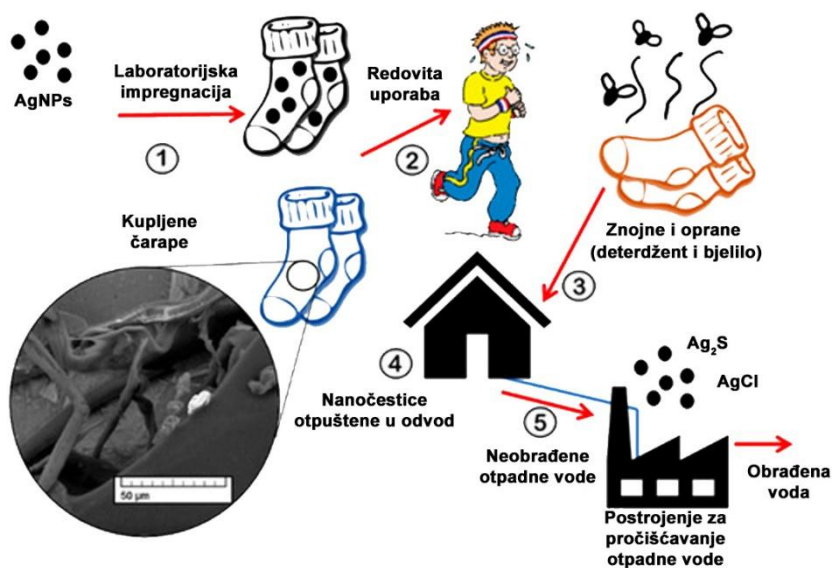 AgNPs
Laboratorijska
impregnacija
1
Redovita
uporaba
2
Kupljene
čarape
Znojne i oprane
(deterdžent i bjelilo)
3
4
Nanočestice
otpuštene u odvod
5
Neobrađene
otpadne vode
Ag₂S
AgCl
Obrađena
voda
Postrojenje za
pročišćavanje
otpadne vode
50 µm